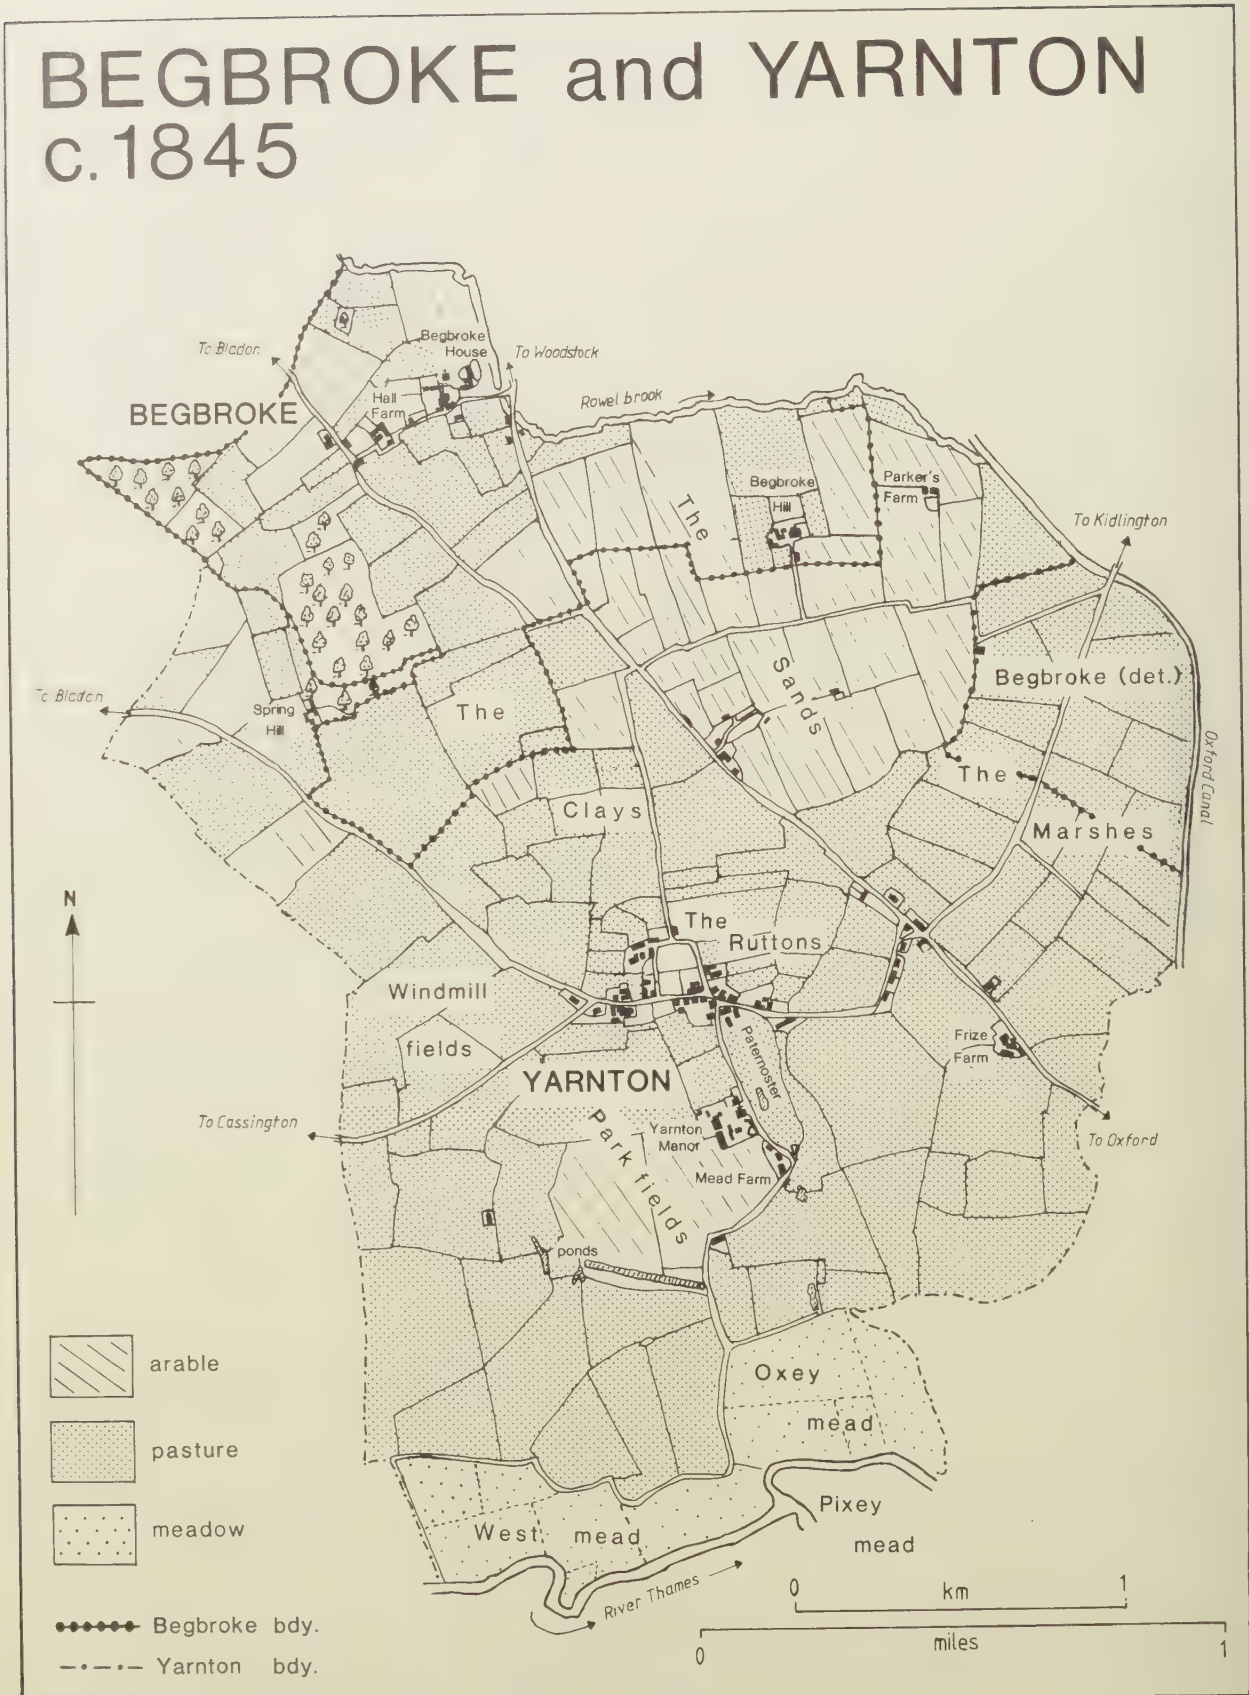 BEGBROKE and YARNTON
c.1845
To Bladon
Begbroke
House
To Woodstock
Rowel brook
Hall
Farm
BEGBROKE
Begbroke
Hill
Parker's
Farm
The
To Kidlington
Sands
Begbroke (det.)
To Bladon
Spring
Hill
The
Clays
The
Marshes
Oxford Canal
N
The
Ruttons
Windmill
fields
Paternoster
Frize
Farm
YARNTON
To Cassington
Park fields
Yarnton
Manor
To Oxford
Mead Farm
ponds
Oxey
mead
arable
pasture
meadow
West mead
Pixey
mead
River Thames
0 km 1
Begbroke bdy.
Yarnton bdy.
0 miles 1